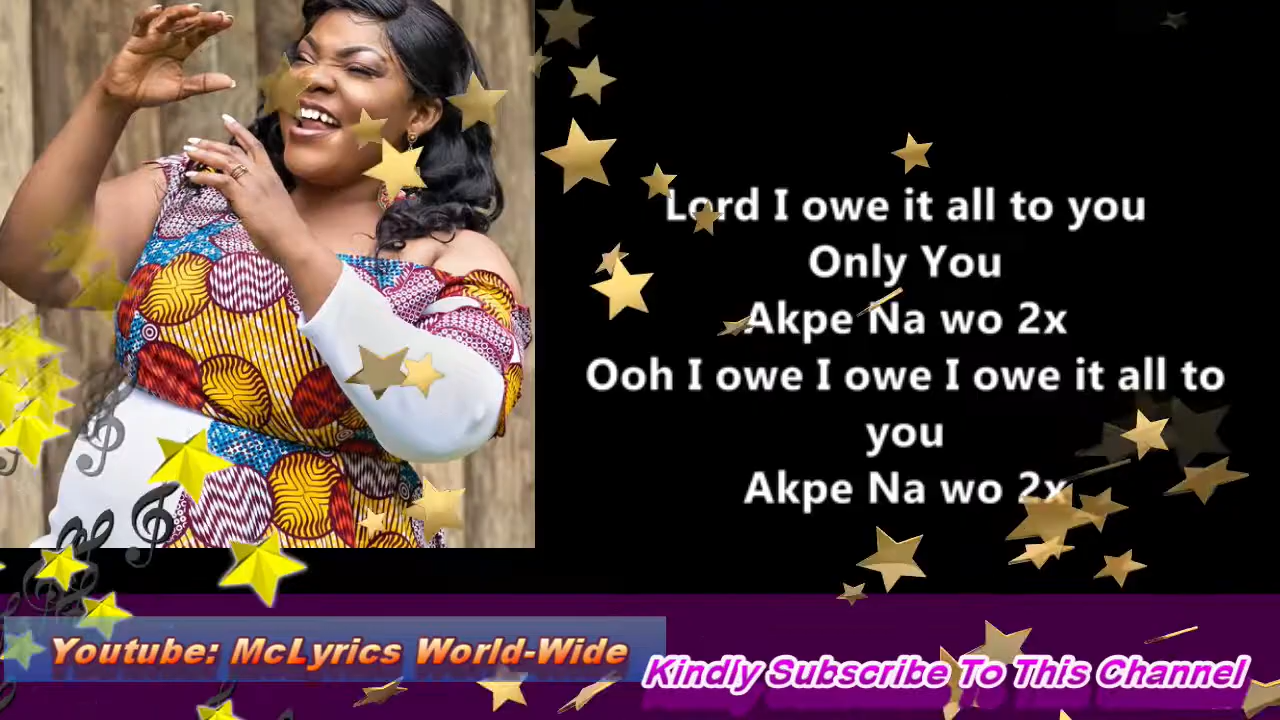 Lord I owe it all to you
Only You
Akpe Na wo 2x
Ooh I owe I owe I owe it all to
you
Akpe Na wo 2x
Youtube: McLyrics World-Wide
Kindly Subscribe To This Channel